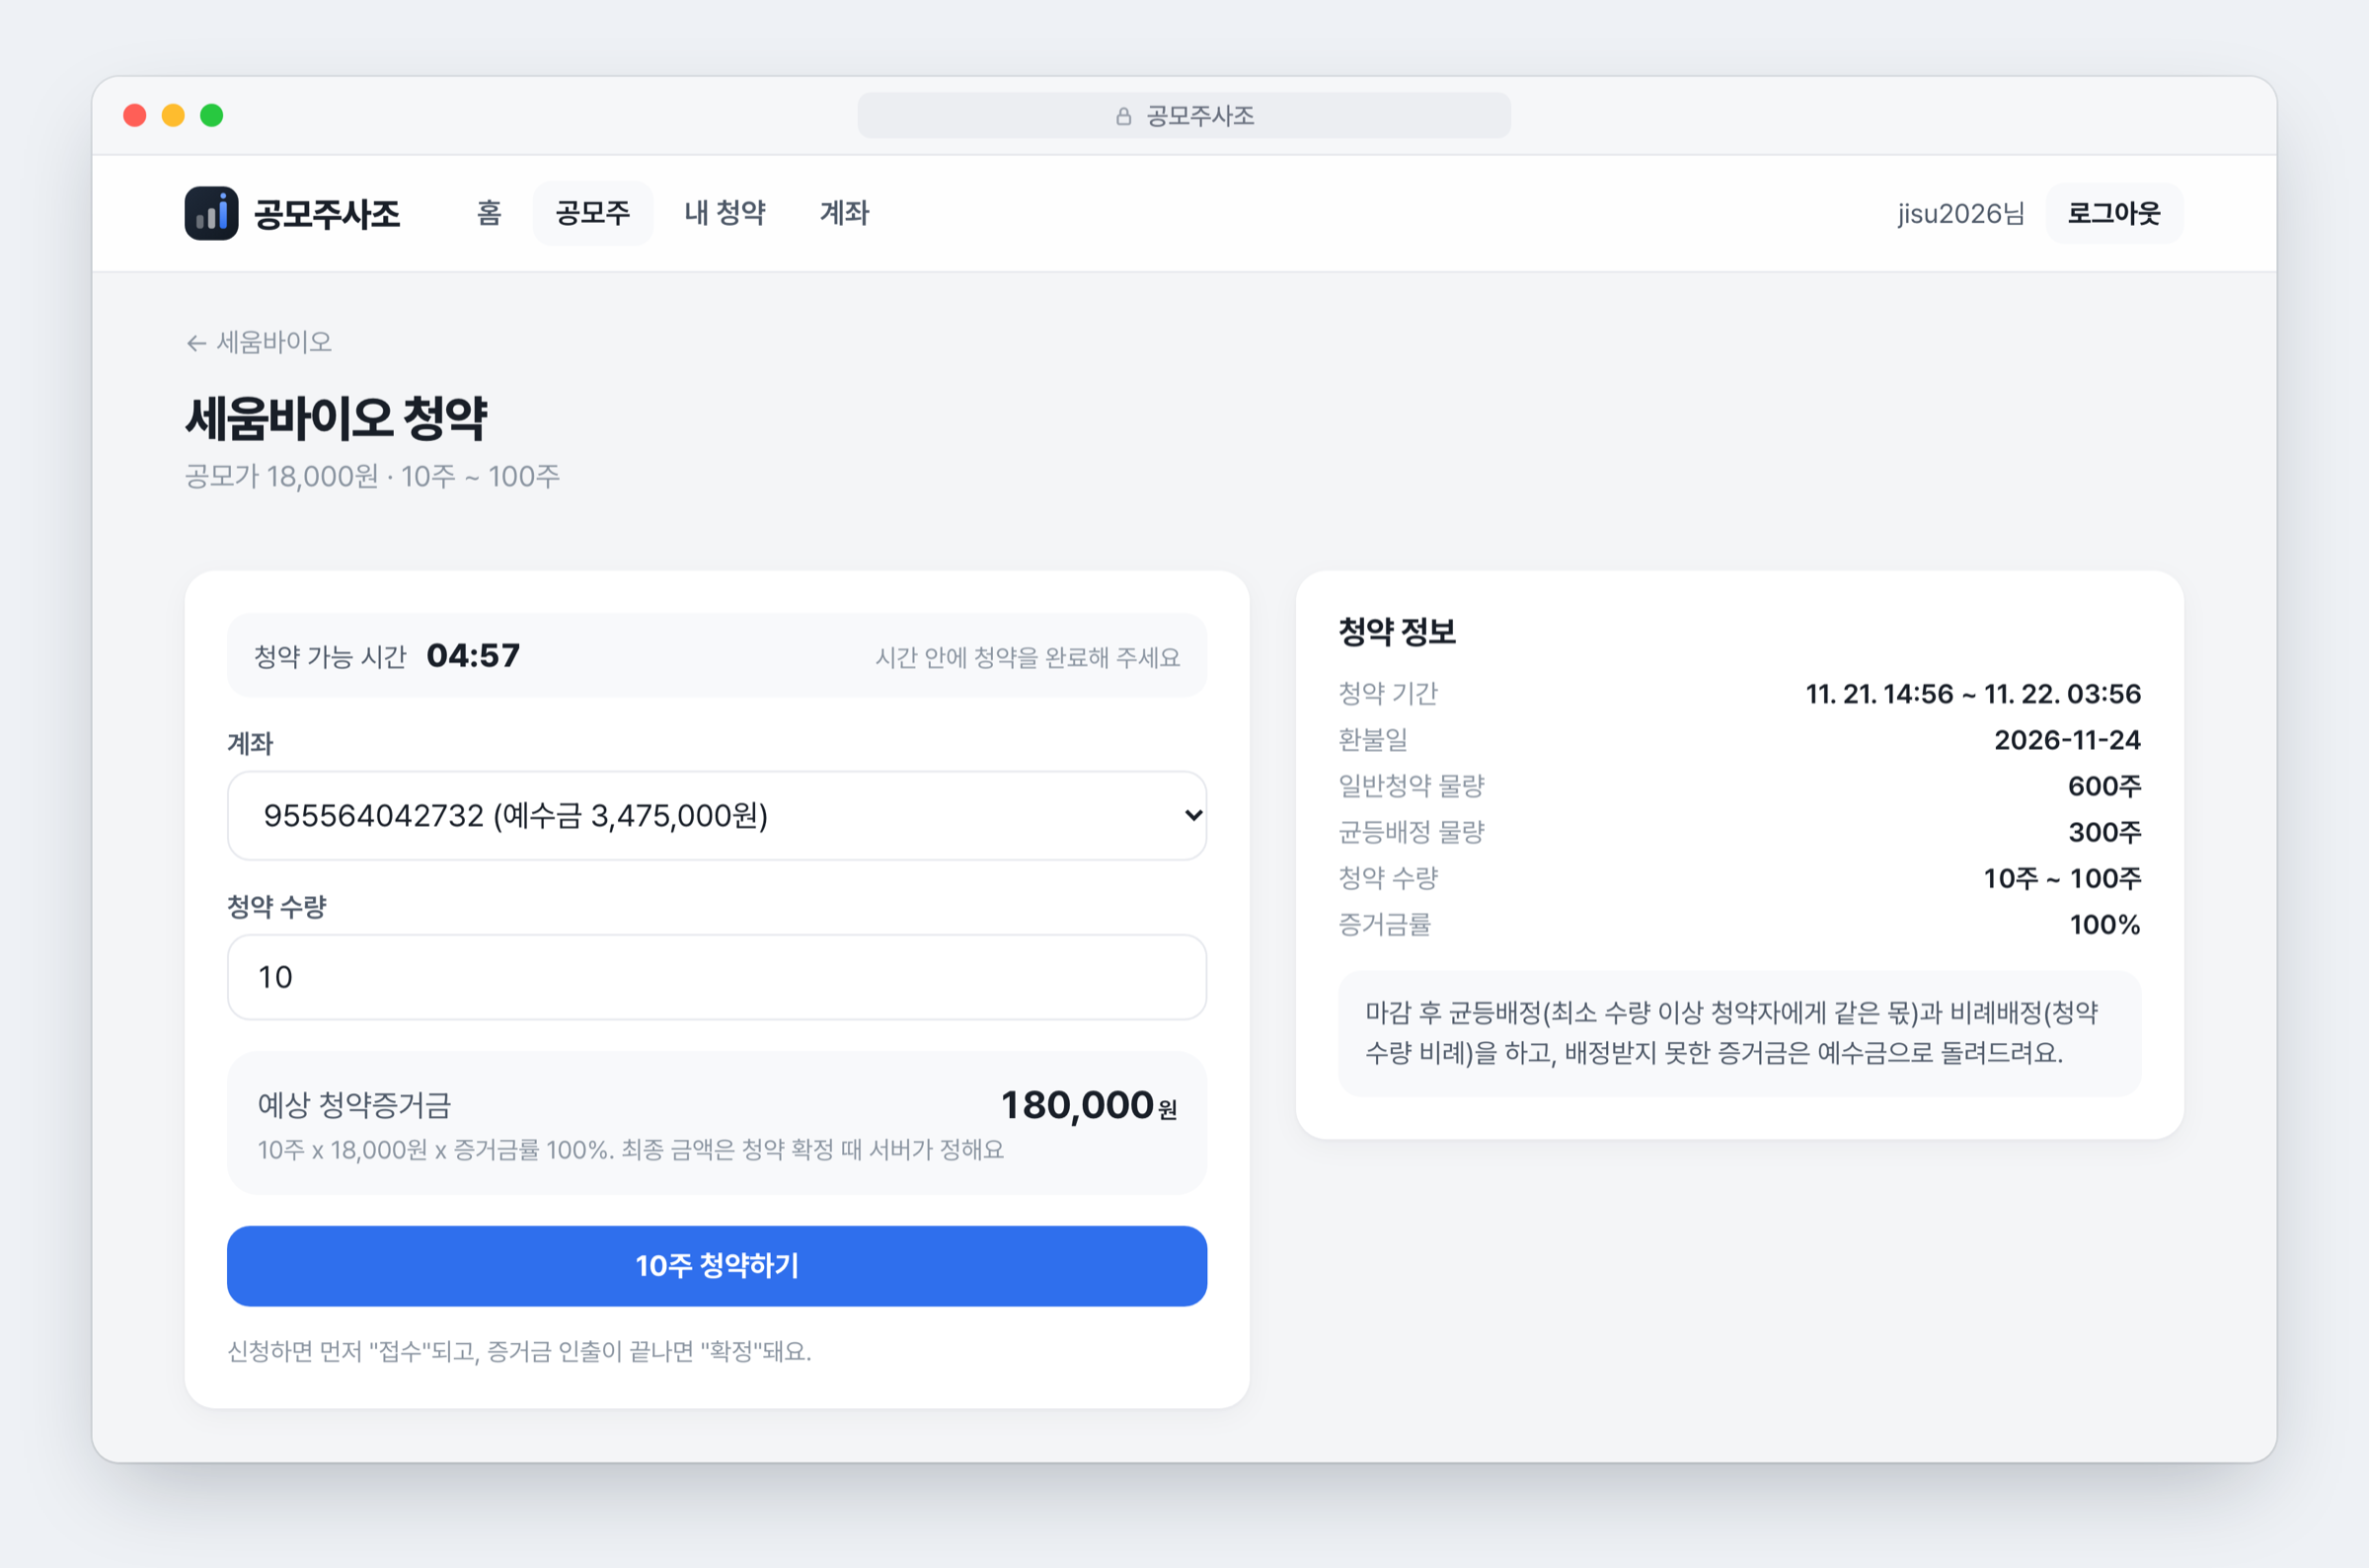 공모주사조
공모주사조
홈
공모주
내 청약
계좌
jisu2026님
로그아웃
← 세움바이오
세움바이오 청약
공모가 18,000원 · 10주 ~ 100주
청약 가능 시간 04:57
시간 안에 청약을 완료해 주세요
계좌
955564042732 (예수금 3,475,000원)
청약 수량
10
예상 청약증거금
180,000원
10주 x 18,000원 x 증거금률 100%. 최종 금액은 청약 확정 때 서버가 정해요
10주 청약하기
신청하면 먼저 "접수"되고, 증거금 인출이 끝나면 "확정"돼요.
청약 정보
청약 기간 11. 21. 14:56 ~ 11. 22. 03:56
환불일 2026-11-24
일반청약 물량 600주
균등배정 물량 300주
청약 수량 10주 ~ 100주
증거금률 100%
마감 후 균등배정(최소 수량 이상 청약자에게 같은 몫)과 비례배정(청약
수량 비례)을 하고, 배정받지 못한 증거금은 예수금으로 돌려드려요.